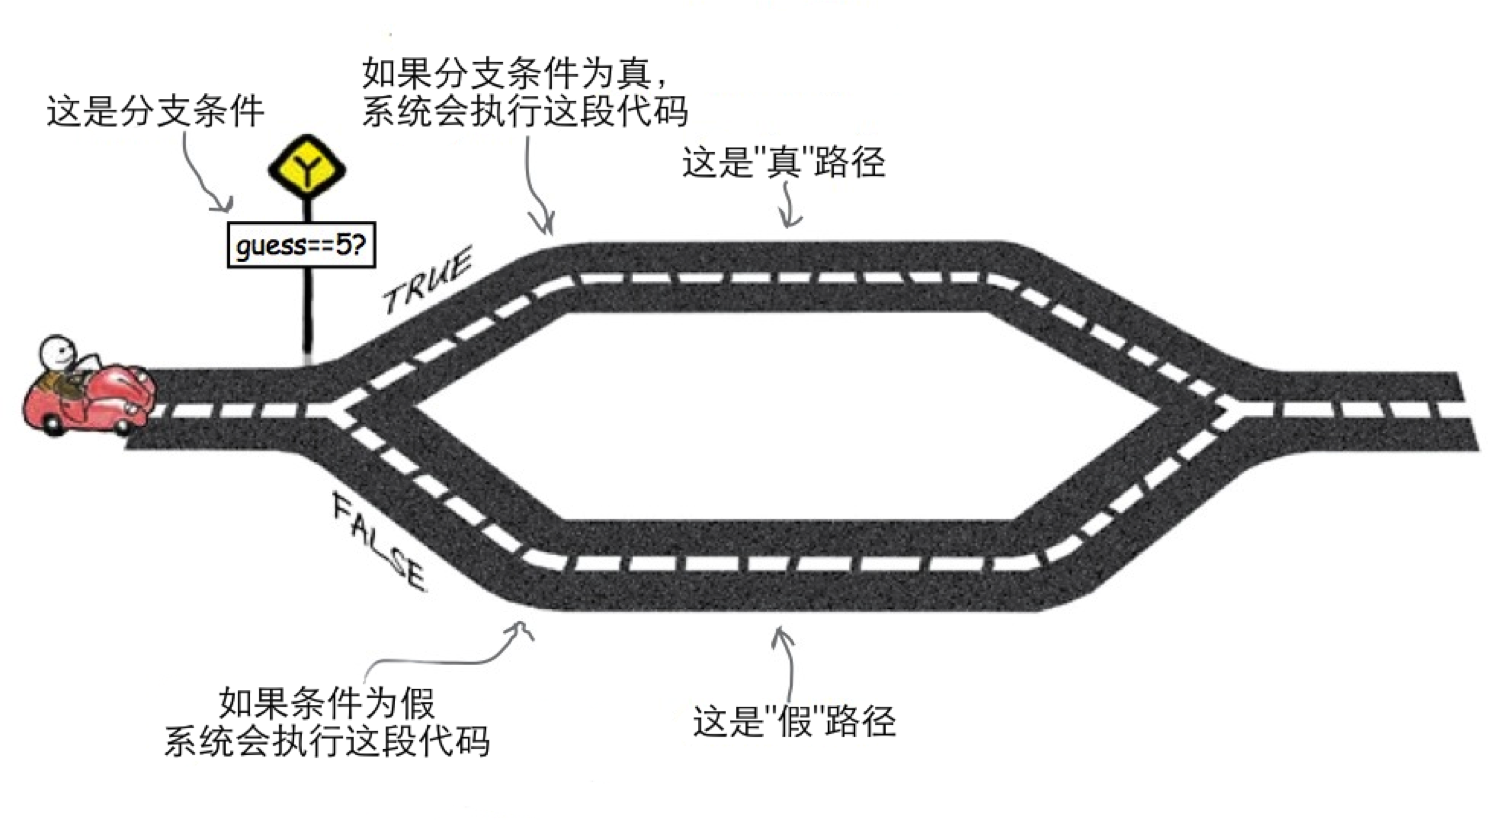 如果分支条件为真，
系统会执行这段代码
这是分支条件
这是"真"路径
Y
guess==5?
TRUE
FALSE
如果条件为假
系统会执行这段代码
这是"假"路径